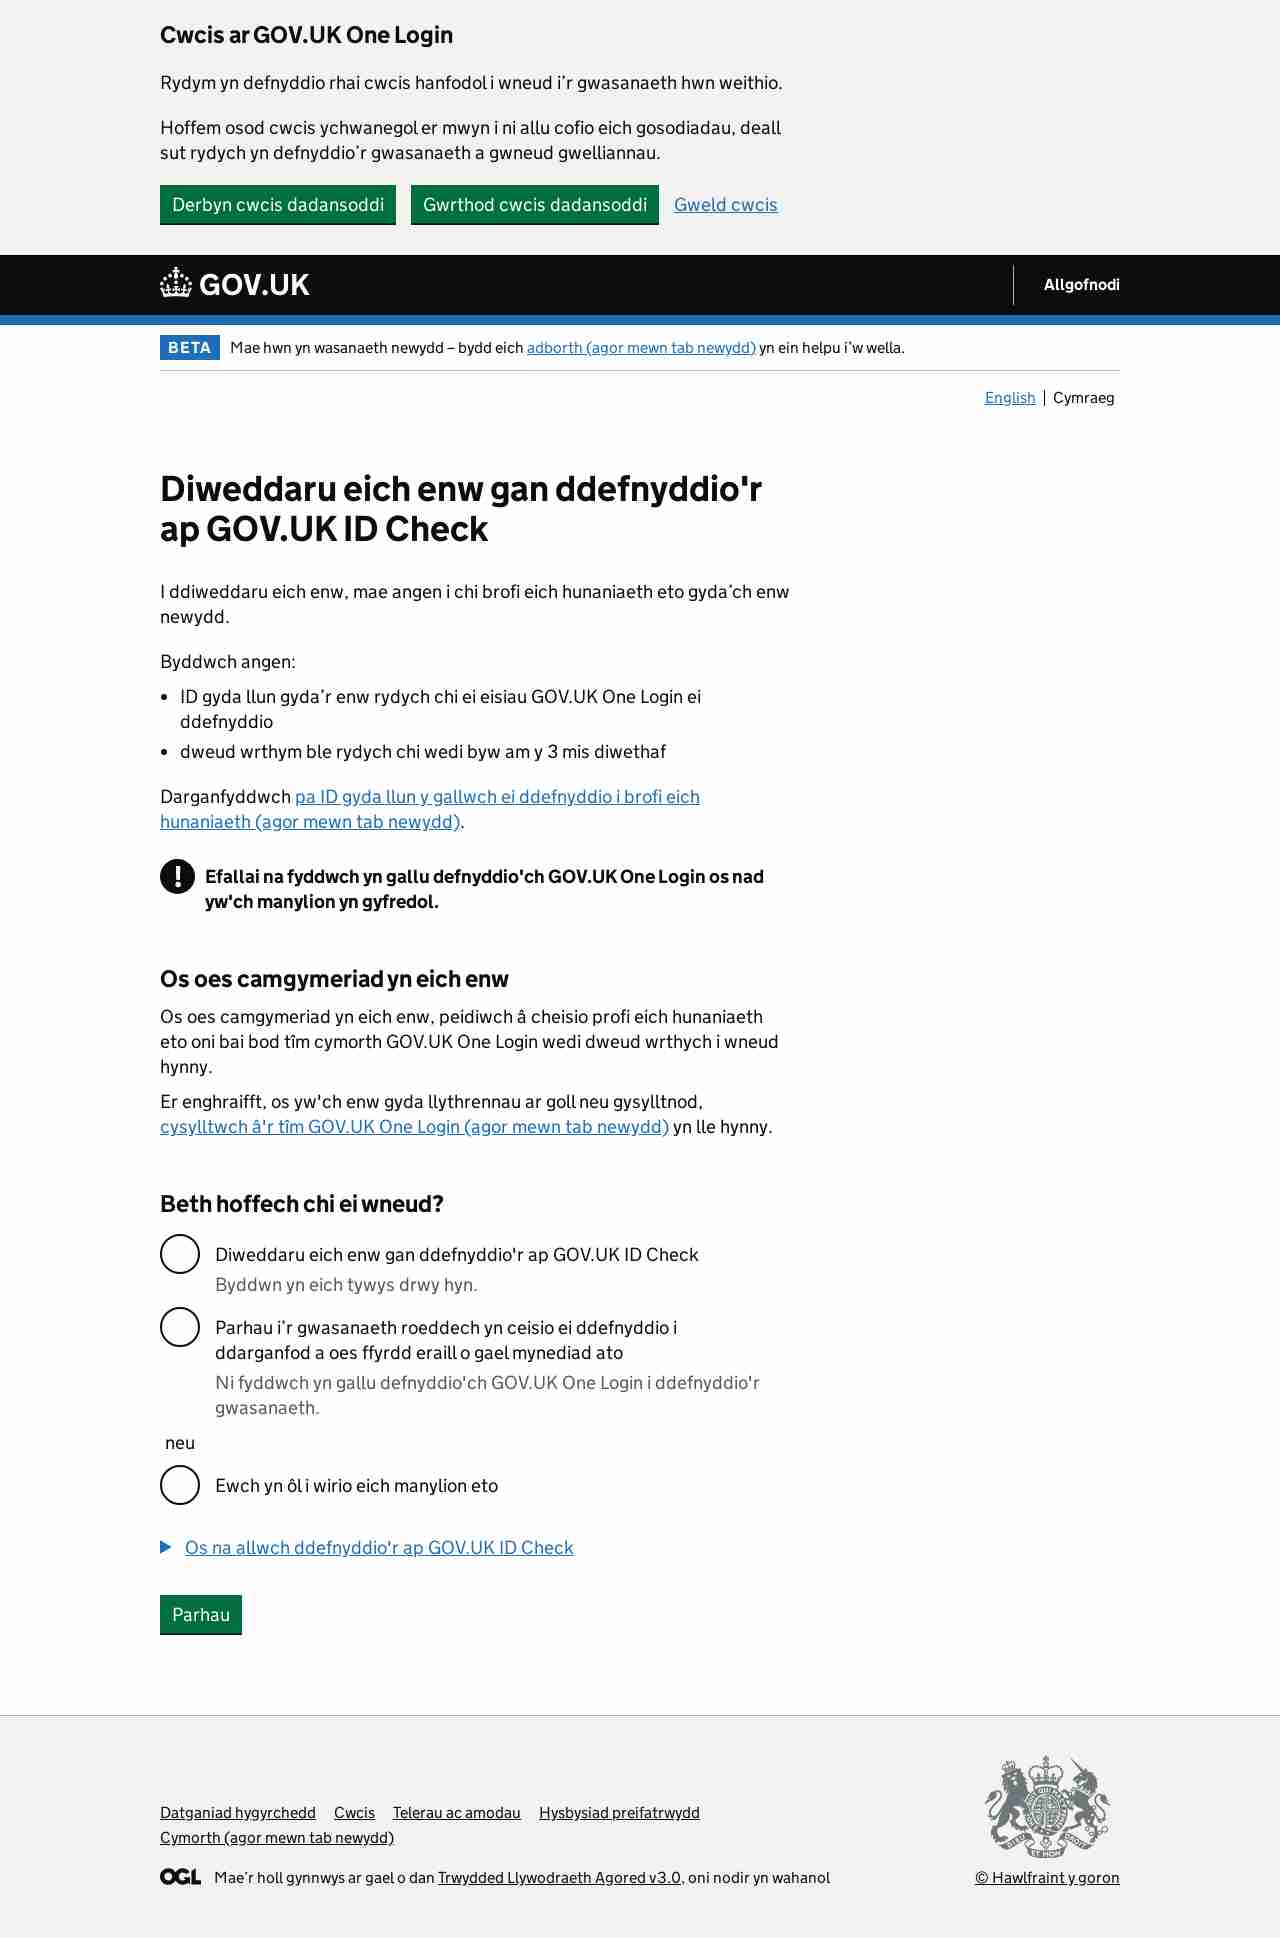 Cwcis ar GOV.UK One Login
Rydym yn defnyddio rhai cwcis hanfodol i wneud i’r gwasanaeth hwn weithio.
Hoffem osod cwcis ychwanegol er mwyn i ni allu cofio eich gosodiadau, deall
sut rydych yn defnyddio’r gwasanaeth a gwneud gwelliannau.
Derbyn cwcis dadansoddi Gwrthod cwcis dadansoddi Gweld cwcis
GOV.UK Allgofnodi
BETA Mae hwn yn wasanaeth newydd – bydd eich adborth (agor mewn tab newydd) yn ein helpu i’w wella.
English Cymraeg
Diweddaru eich enw gan ddefnyddio'r
ap GOV.UK ID Check
I ddiweddaru eich enw, mae angen i chi brofi eich hunaniaeth eto gyda’ch enw
newydd.
Byddwch angen:
• ID gyda llun gyda’r enw rydych chi ei eisiau GOV.UK One Login ei
ddefnyddio
• dweud wrthym ble rydych chi wedi byw am y 3 mis diwethaf
Darganfyddwch pa ID gyda llun y gallwch ei ddefnyddio i brofi eich
hunaniaeth (agor mewn tab newydd).
! Efallai na fyddwch yn gallu defnyddio'ch GOV.UK One Login os nad
yw'ch manylion yn gyfredol.
Os oes camgymeriad yn eich enw
Os oes camgymeriad yn eich enw, peidiwch â cheisio profi eich hunaniaeth
eto oni bai bod tîm cymorth GOV.UK One Login wedi dweud wrthych i wneud
hynny.
Er enghraifft, os yw'ch enw gyda llythrennau ar goll neu gysylltnod,
cysylltwch â'r tîm GOV.UK One Login (agor mewn tab newydd) yn lle hynny.
Beth hoffech chi ei wneud?
Diweddaru eich enw gan ddefnyddio'r ap GOV.UK ID Check
Byddwn yn eich tywys drwy hyn.
Parhau i’r gwasanaeth roeddech yn ceisio ei ddefnyddio i
ddarganfod a oes ffyrdd eraill o gael mynediad ato
Ni fyddwch yn gallu defnyddio'ch GOV.UK One Login i ddefnyddio'r
gwasanaeth.
neu
Ewch yn ôl i wirio eich manylion eto
Os na allwch ddefnyddio'r ap GOV.UK ID Check
Parhau
Datganiad hygyrchedd Cwcis Telerau ac amodau Hysbysiad preifatrwydd
Cymorth (agor mewn tab newydd)
OGL Mae’r holl gynnwys ar gael o dan Trwydded Llywodraeth Agored v3.0, oni nodir yn wahanol
© Hawlfraint y goron